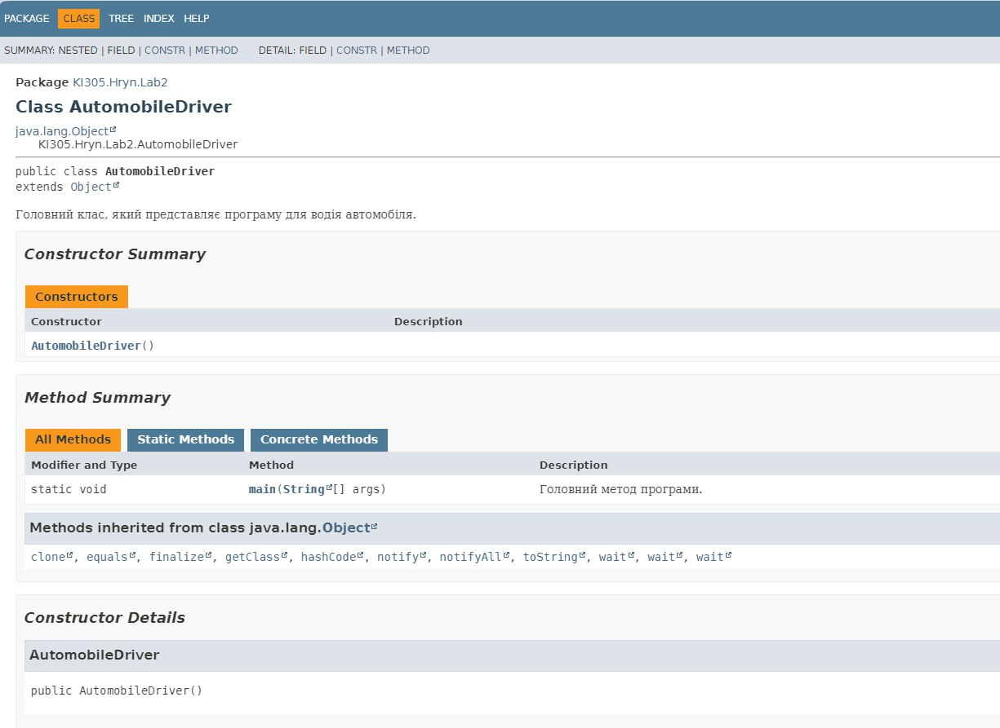 PACKAGE CLASS TREE INDEX HELP
SUMMARY: NESTED | FIELD | CONSTR | METHOD DETAIL: FIELD | CONSTR | METHOD
Package KI305.Hryn.Lab2
Class AutomobileDriver
java.lang.Object
KI305.Hryn.Lab2.AutomobileDriver
public class AutomobileDriver
extends Object
Головний клас, який представляє програму для водія автомобіля.
Constructor Summary
Constructors
Constructor Description
AutomobileDriver()
Method Summary
All Methods Static Methods Concrete Methods
Modifier and Type Method Description
static void main(String[] args) Головний метод програми.
Methods inherited from class java.lang.Object
clone, equals, finalize, getClass, hashCode, notify, notifyAll, toString, wait, wait, wait
Constructor Details
AutomobileDriver
public AutomobileDriver()